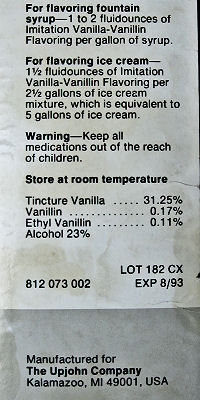 For flavoring fountain
syrup—1 to 2 fluidounces of
Imitation Vanilla-Vanillin
Flavoring per gallon of syrup.
For flavoring ice cream—
1½ fluidounces of Imitation
Vanilla-Vanillin Flavoring per
2½ gallons of ice cream
mixture, which is equivalent to
5 gallons of ice cream.
Warning—Keep all
medications out of the reach
of children.
Store at room temperature
Tincture Vanilla ..... 31.25%
Vanillin .............. 0.17%
Ethyl Vanillin ......... 0.11%
Alcohol 23%
LOT 182 CX
812 073 002 EXP 8/93
Manufactured for
The Upjohn Company
Kalamazoo, MI 49001, USA